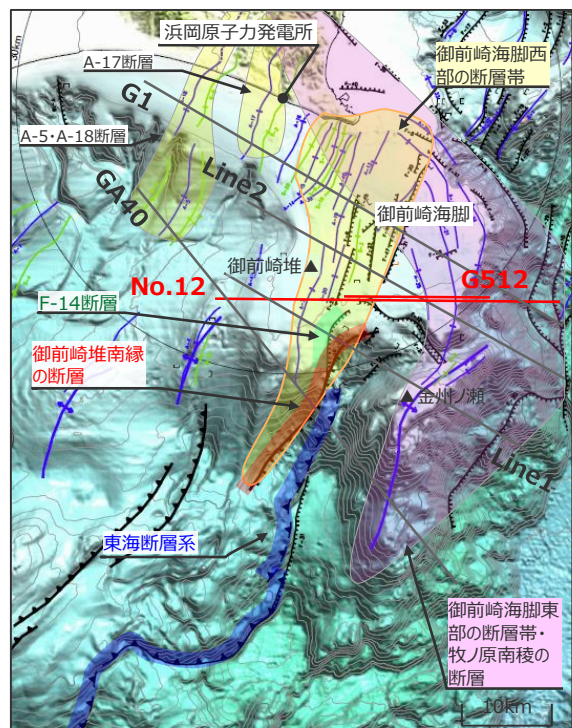 浜岡原子力発電所
御前崎海脚西
部の断層帯
A-17断層
30km
G1
A-5・A-18断層
Line2
GA40
御前崎海脚
御前崎堆
No.12
G512
F-14断層
御前崎堆南縁
の断層
金州ノ瀬
Line1
東海断層系
御前崎海脚東
部の断層帯・
牧ノ原南稜の
断層
10km